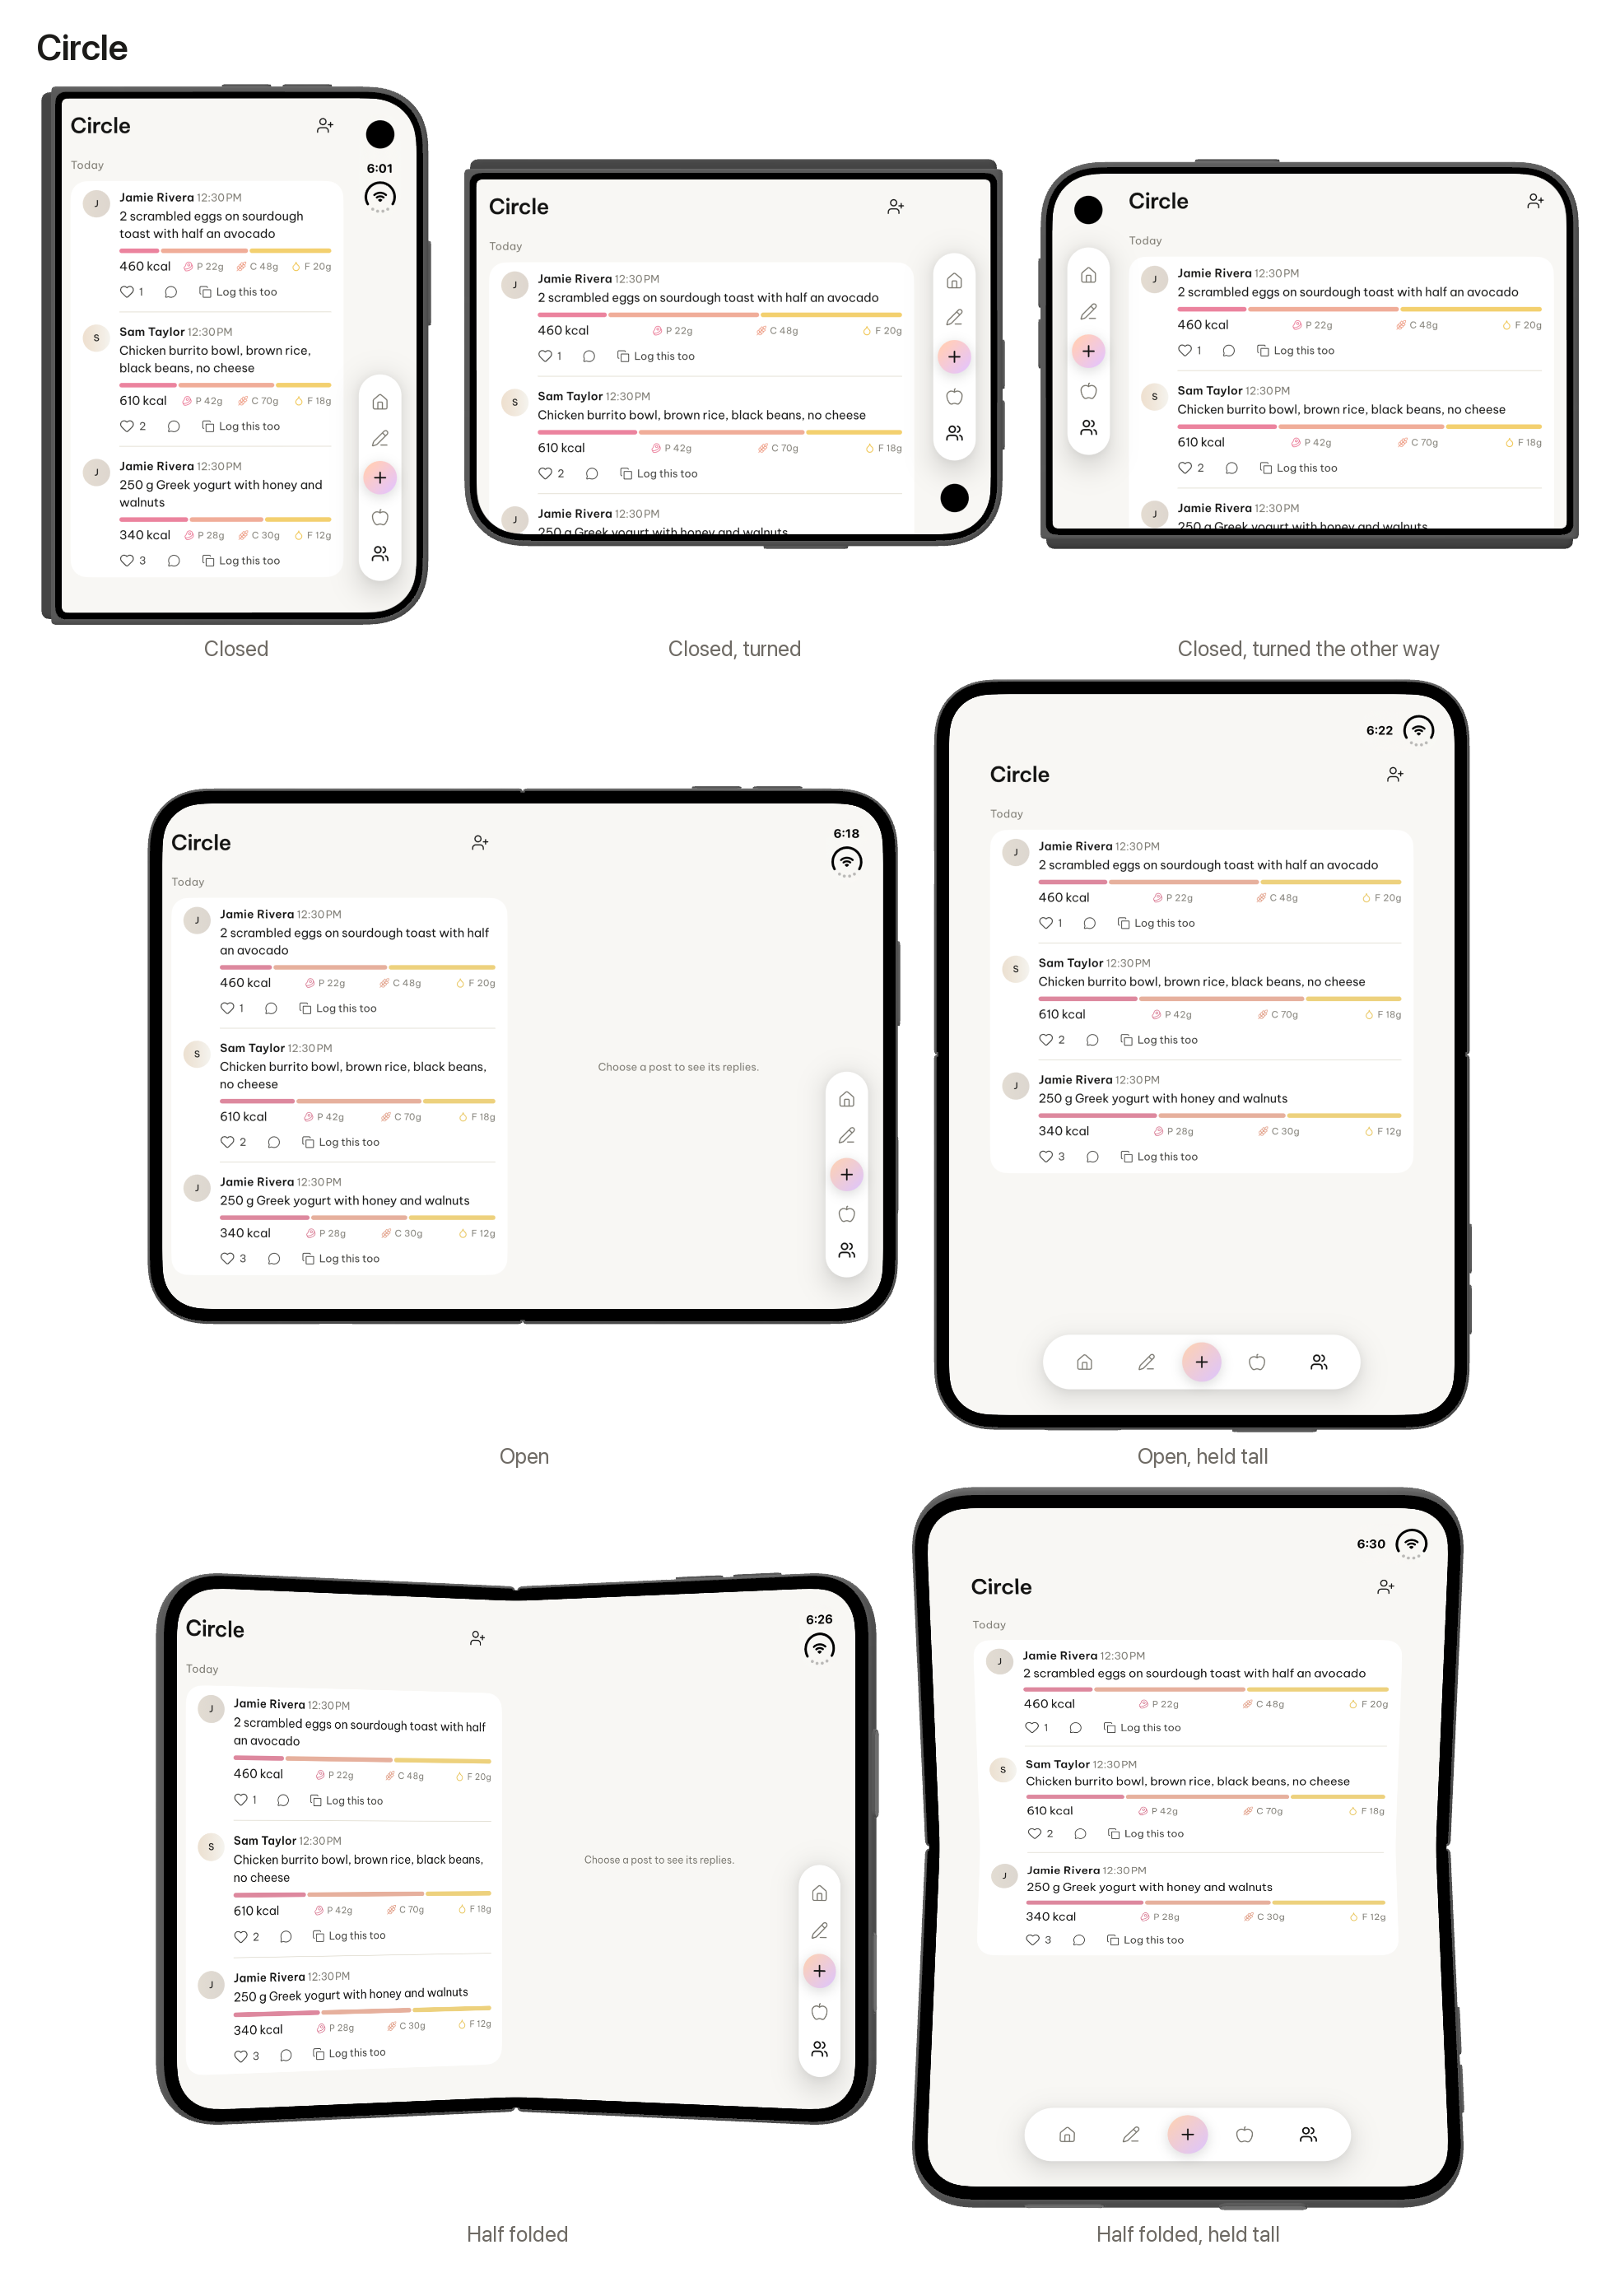 Circle
Circle
6:01
Today
Jamie Rivera 12:30PM
J
2 scrambled eggs on sourdough
toast with half an avocado
460 kcal P 22g C 48g F 20g
1 Log this too
Sam Taylor 12:30PM
S
Chicken burrito bowl, brown rice,
black beans, no cheese
610 kcal P 42g C 70g F 18g
2 Log this too
Jamie Rivera 12:30PM
J
250 g Greek yogurt with honey and
walnuts
340 kcal P 28g C 30g F 12g
3 Log this too
Closed
Circle
Today
Jamie Rivera 12:30PM
J
2 scrambled eggs on sourdough toast with half an avocado
460 kcal P 22g C 48g F 20g
1 Log this too
Sam Taylor 12:30PM
S
Chicken burrito bowl, brown rice, black beans, no cheese
610 kcal P 42g C 70g F 18g
2 Log this too
Jamie Rivera 12:30PM
J
250 g Greek yogurt with honey and walnuts
Closed, turned
Circle
Today
Jamie Rivera 12:30PM
J
2 scrambled eggs on sourdough toast with half an avocado
460 kcal P 22g C 48g F 20g
1 Log this too
Sam Taylor 12:30PM
S
Chicken burrito bowl, brown rice, black beans, no cheese
610 kcal P 42g C 70g F 18g
2 Log this too
Jamie Rivera 12:30PM
J
250 g Greek yogurt with honey and walnuts
Closed, turned the other way
Circle
6:18
Today
Jamie Rivera 12:30PM
J
2 scrambled eggs on sourdough toast with half
an avocado
460 kcal P 22g C 48g F 20g
1 Log this too
Sam Taylor 12:30PM
S
Chicken burrito bowl, brown rice, black beans,
no cheese
610 kcal P 42g C 70g F 18g
2 Log this too
Jamie Rivera 12:30PM
J
250 g Greek yogurt with honey and walnuts
340 kcal P 28g C 30g F 12g
3 Log this too
Choose a post to see its replies.
Open
6:22
Circle
Today
Jamie Rivera 12:30PM
J
2 scrambled eggs on sourdough toast with half an avocado
460 kcal P 22g C 48g F 20g
1 Log this too
Sam Taylor 12:30PM
S
Chicken burrito bowl, brown rice, black beans, no cheese
610 kcal P 42g C 70g F 18g
2 Log this too
Jamie Rivera 12:30PM
J
250 g Greek yogurt with honey and walnuts
340 kcal P 28g C 30g F 12g
3 Log this too
Open, held tall
Circle
6:26
Today
Jamie Rivera 12:30PM
J
2 scrambled eggs on sourdough toast with half
an avocado
460 kcal P 22g C 48g F 20g
1 Log this too
Sam Taylor 12:30PM
S
Chicken burrito bowl, brown rice, black beans,
no cheese
610 kcal P 42g C 70g F 18g
2 Log this too
Jamie Rivera 12:30PM
J
250 g Greek yogurt with honey and walnuts
340 kcal P 28g C 30g F 12g
3 Log this too
Choose a post to see its replies.
Half folded
6:30
Circle
Today
Jamie Rivera 12:30PM
J
2 scrambled eggs on sourdough toast with half an avocado
460 kcal P 22g C 48g F 20g
1 Log this too
Sam Taylor 12:30PM
S
Chicken burrito bowl, brown rice, black beans, no cheese
610 kcal P 42g C 70g F 18g
2 Log this too
Jamie Rivera 12:30PM
J
250 g Greek yogurt with honey and walnuts
340 kcal P 28g C 30g F 12g
3 Log this too
Half folded, held tall